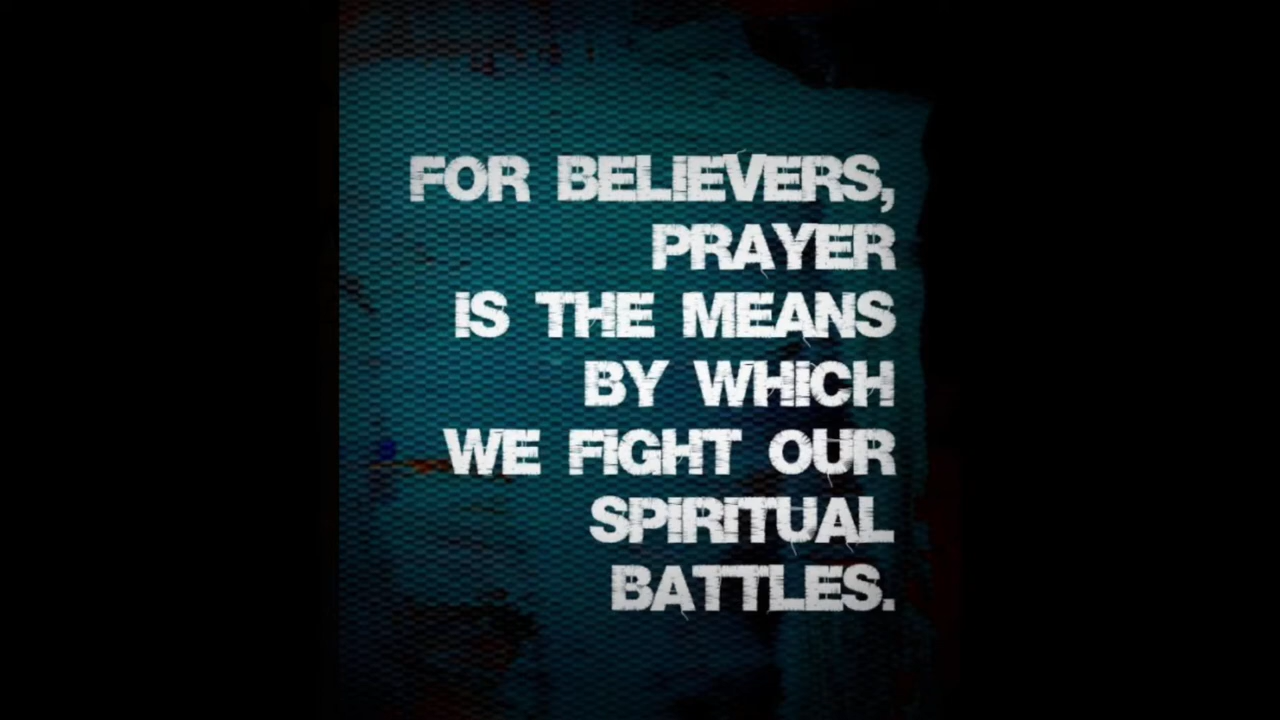 FOR BELIEVERS,
PRAYER
IS THE MEANS
BY WHICH
WE FIGHT OUR
SPIRITUAL
BATTLES.